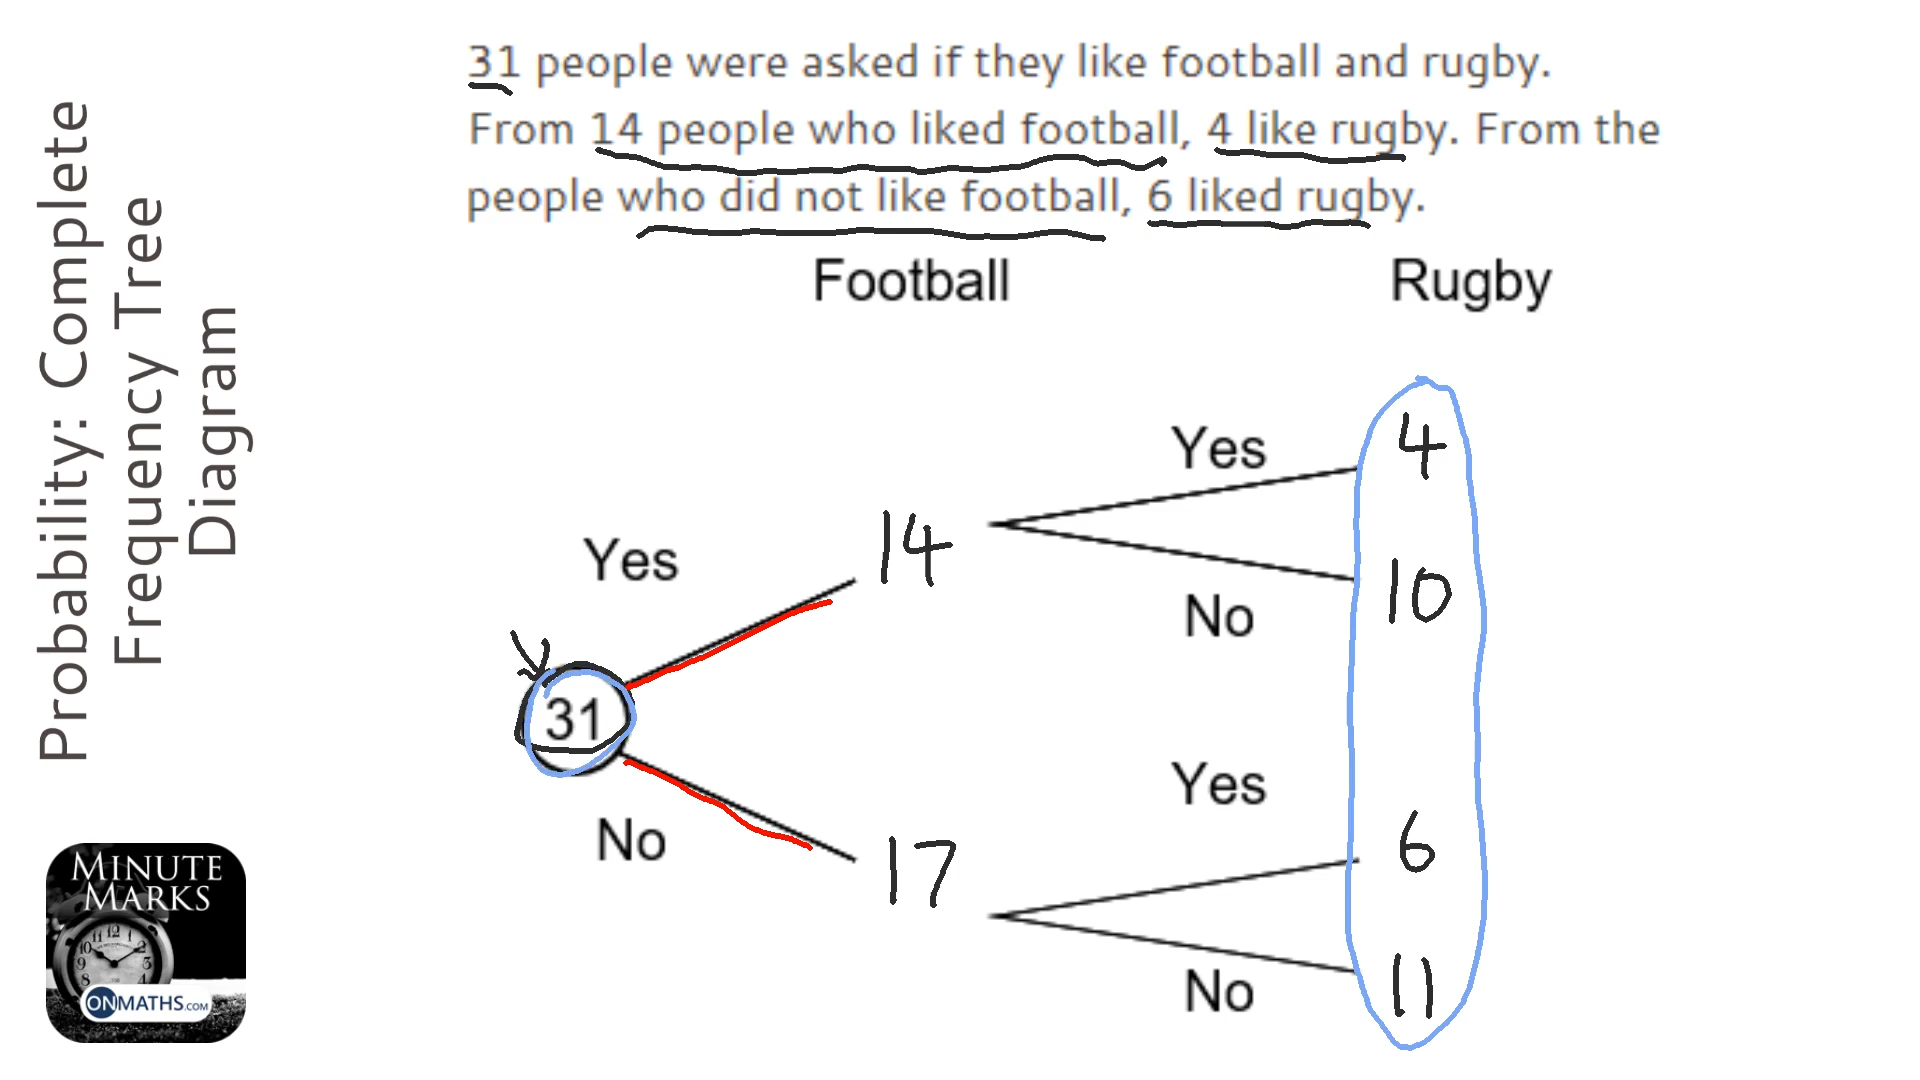 Probability: Complete
Frequency Tree
Diagram
31 people were asked if they like football and rugby.
From 14 people who liked football, 4 like rugby. From the
people who did not like football, 6 liked rugby.
Football Rugby
Yes 4
Yes 14
No 10
31
Yes
No 17 6
No 11
MINUTE
MARKS
ONMATHS.COM